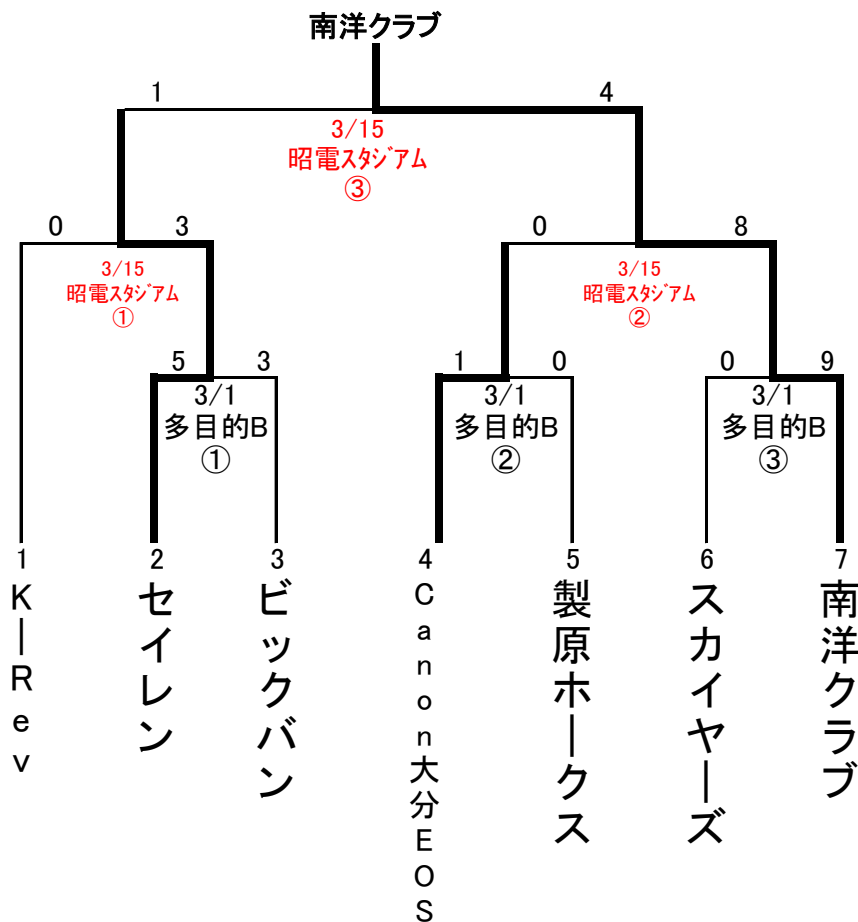 南洋クラブ
1 4
3/15
昭電スタジアム
③
0 3 0 8
3/15 3/15
昭電スタジアム 昭電スタジアム
① ②
5 3 1 0 0 9
3/1 3/1 3/1
多目的B 多目的B 多目的B
① ② ③
1 2 3 4 5 6 7
K―Rev
セイレン
ビックバン
Canon大分EOS
製原ホークス
スカイヤーズ
南洋クラブ